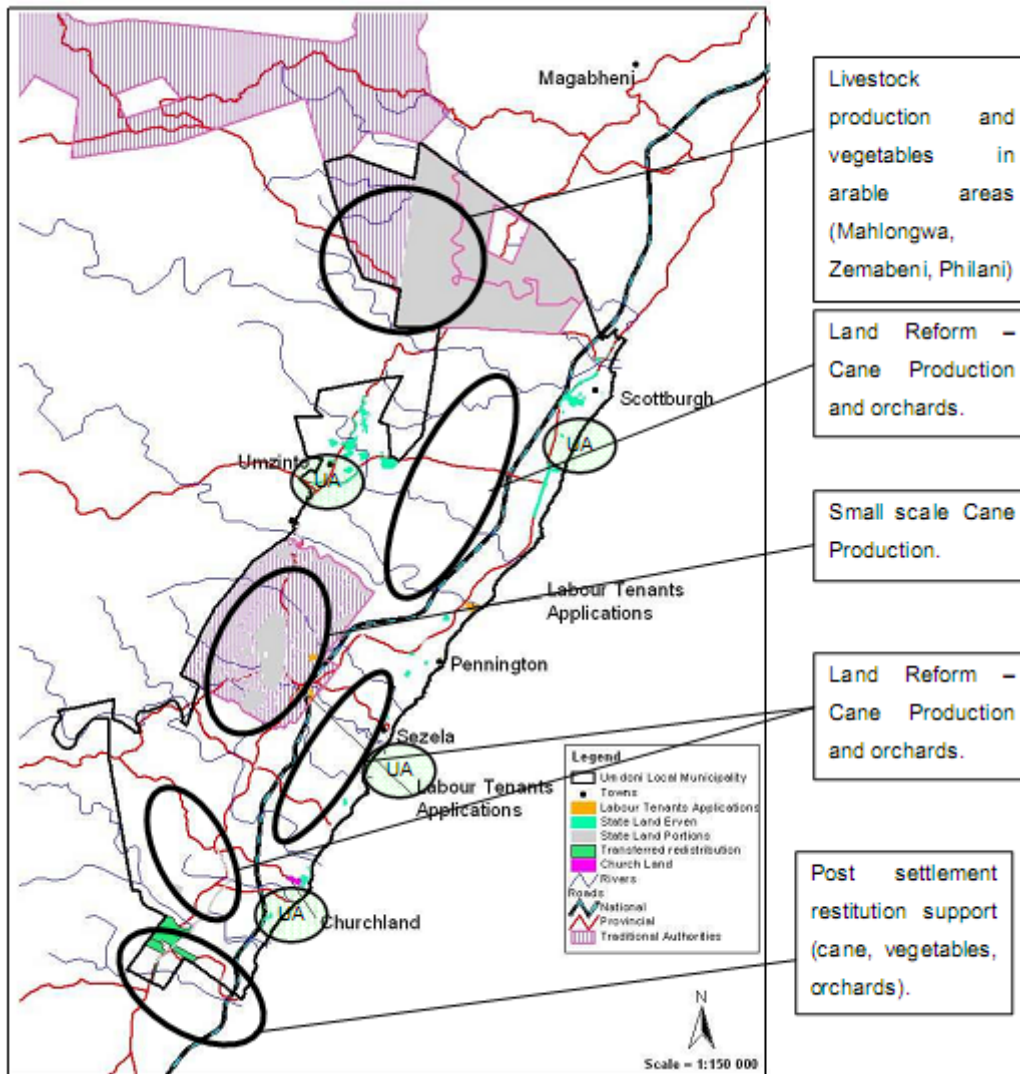 Magabheni
Scottburgh
UA
Umzinto
UA
Labour Tenants
Applications
Pennington
Sezela
UA
Labour Tenants
Applications
UA
Churchland
Legend
Umdoni Local Municipality
Towns
Labour Tenants Applications
State Land Erven
State Land Portions
Transferred redistribution
Church Land
Rivers
Roads
National
Provincial
Traditional Authorities
N
Scale = 1:150 000
Livestock
production and
vegetables in
arable areas
(Mahlongwa,
Zemabeni, Philani)
Land Reform –
Cane Production
and orchards.
Small scale Cane
Production.
Land Reform –
Cane Production
and orchards.
Post settlement
restitution support
(cane, vegetables,
orchards).